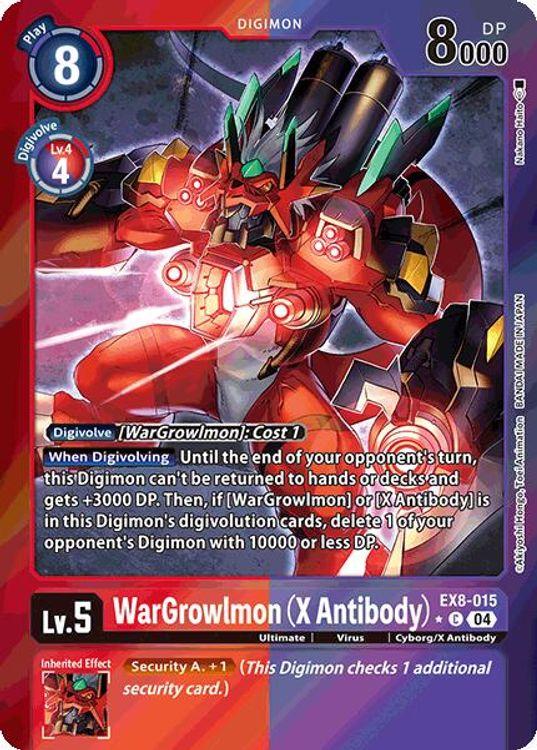 DIGIMON
Play
8
8000
DP
Digivolve
Lv.4
4
Nakano Haito
©Akiyoshi Hongo, Toei Animation BANDAI MADE IN JAPAN
Digivolve [WarGrowlmon]: Cost 1
When Digivolving Until the end of your opponent's turn,
this Digimon can't be returned to hands or decks and
gets +3000 DP. Then, if [WarGrowlmon] or [X Antibody] is
in this Digimon's digivolution cards, delete 1 of your
opponent's Digimon with 10000 or less DP.
Lv.5
WarGrowlmon (X Antibody)
EX8-015
C 04
Ultimate Virus Cyborg/X Antibody
Inherited Effect
Security A. +1 (This Digimon checks 1 additional
security card.)